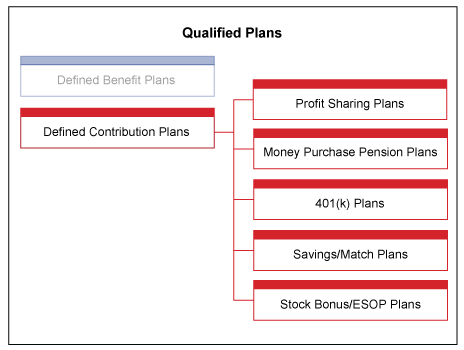 Qualified Plans
Defined Benefit Plans
Defined Contribution Plans
Profit Sharing Plans
Money Purchase Pension Plans
401(k) Plans
Savings/Match Plans
Stock Bonus/ESOP Plans